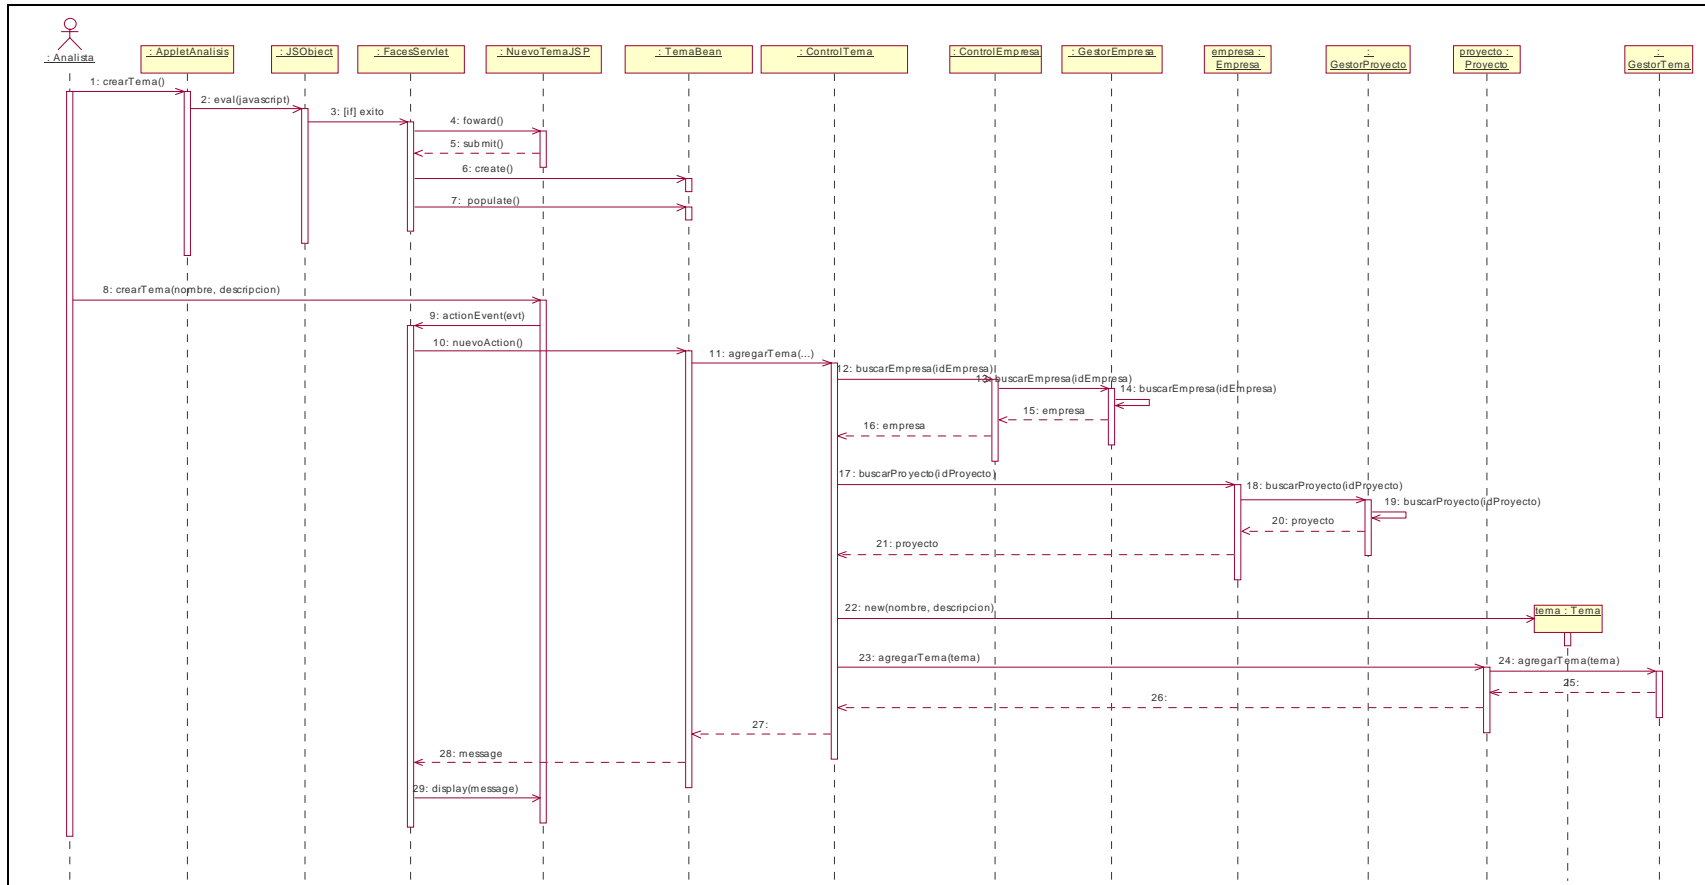 : Analista
: AppletAnalisis
: JSObject
: FacesServlet
: NuevoTemaJSP
: TemaBean
: ControlTema
: ControlEmpresa
: GestorEmpresa
empresa :
Empresa
:
GestorProyecto
proyecto :
Proyecto
:
GestorTema
1: crearTema()
2: eval(javascript)
3: [if] exito
4: foward()
5: submit()
6: create()
7: populate()
8: crearTema(nombre, descripcion)
9: actionEvent(evt)
10: nuevoAction()
11: agregarTema(...)
12: buscarEmpresa(idEmpresa)
13: buscarEmpresa(idEmpresa)
14: buscarEmpresa(idEmpresa)
15: empresa
16: empresa
17: buscarProyecto(idProyecto)
18: buscarProyecto(idProyecto)
19: buscarProyecto(idProyecto)
20: proyecto
21: proyecto
22: new(nombre, descripcion)
tema : Tema
23: agregarTema(tema)
24: agregarTema(tema)
25:
26:
27:
28: message
29: display(message)